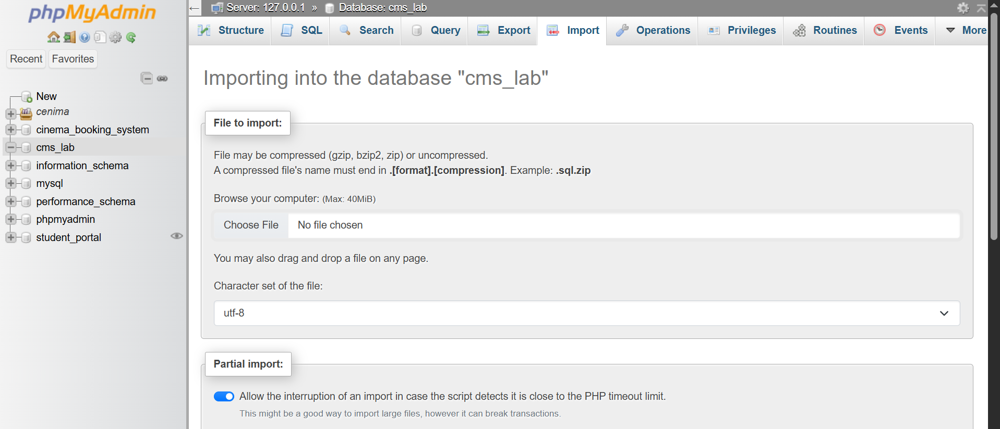 phpMyAdmin
Recent
Favorites
New
cenima
cinema_booking_system
cms_lab
information_schema
mysql
performance_schema
phpmyadmin
student_portal
← Server: 127.0.0.1 » Database: cms_lab
Structure
SQL
Search
Query
Export
Import
Operations
Privileges
Routines
Events
More
Importing into the database "cms_lab"
File to import:
File may be compressed (gzip, bzip2, zip) or uncompressed.
A compressed file's name must end in .[format].[compression]. Example: .sql.zip
Browse your computer: (Max: 40MiB)
Choose File No file chosen
You may also drag and drop a file on any page.
Character set of the file:
utf-8
Partial import:
Allow the interruption of an import in case the script detects it is close to the PHP timeout limit.
This might be a good way to import large files, however it can break transactions.